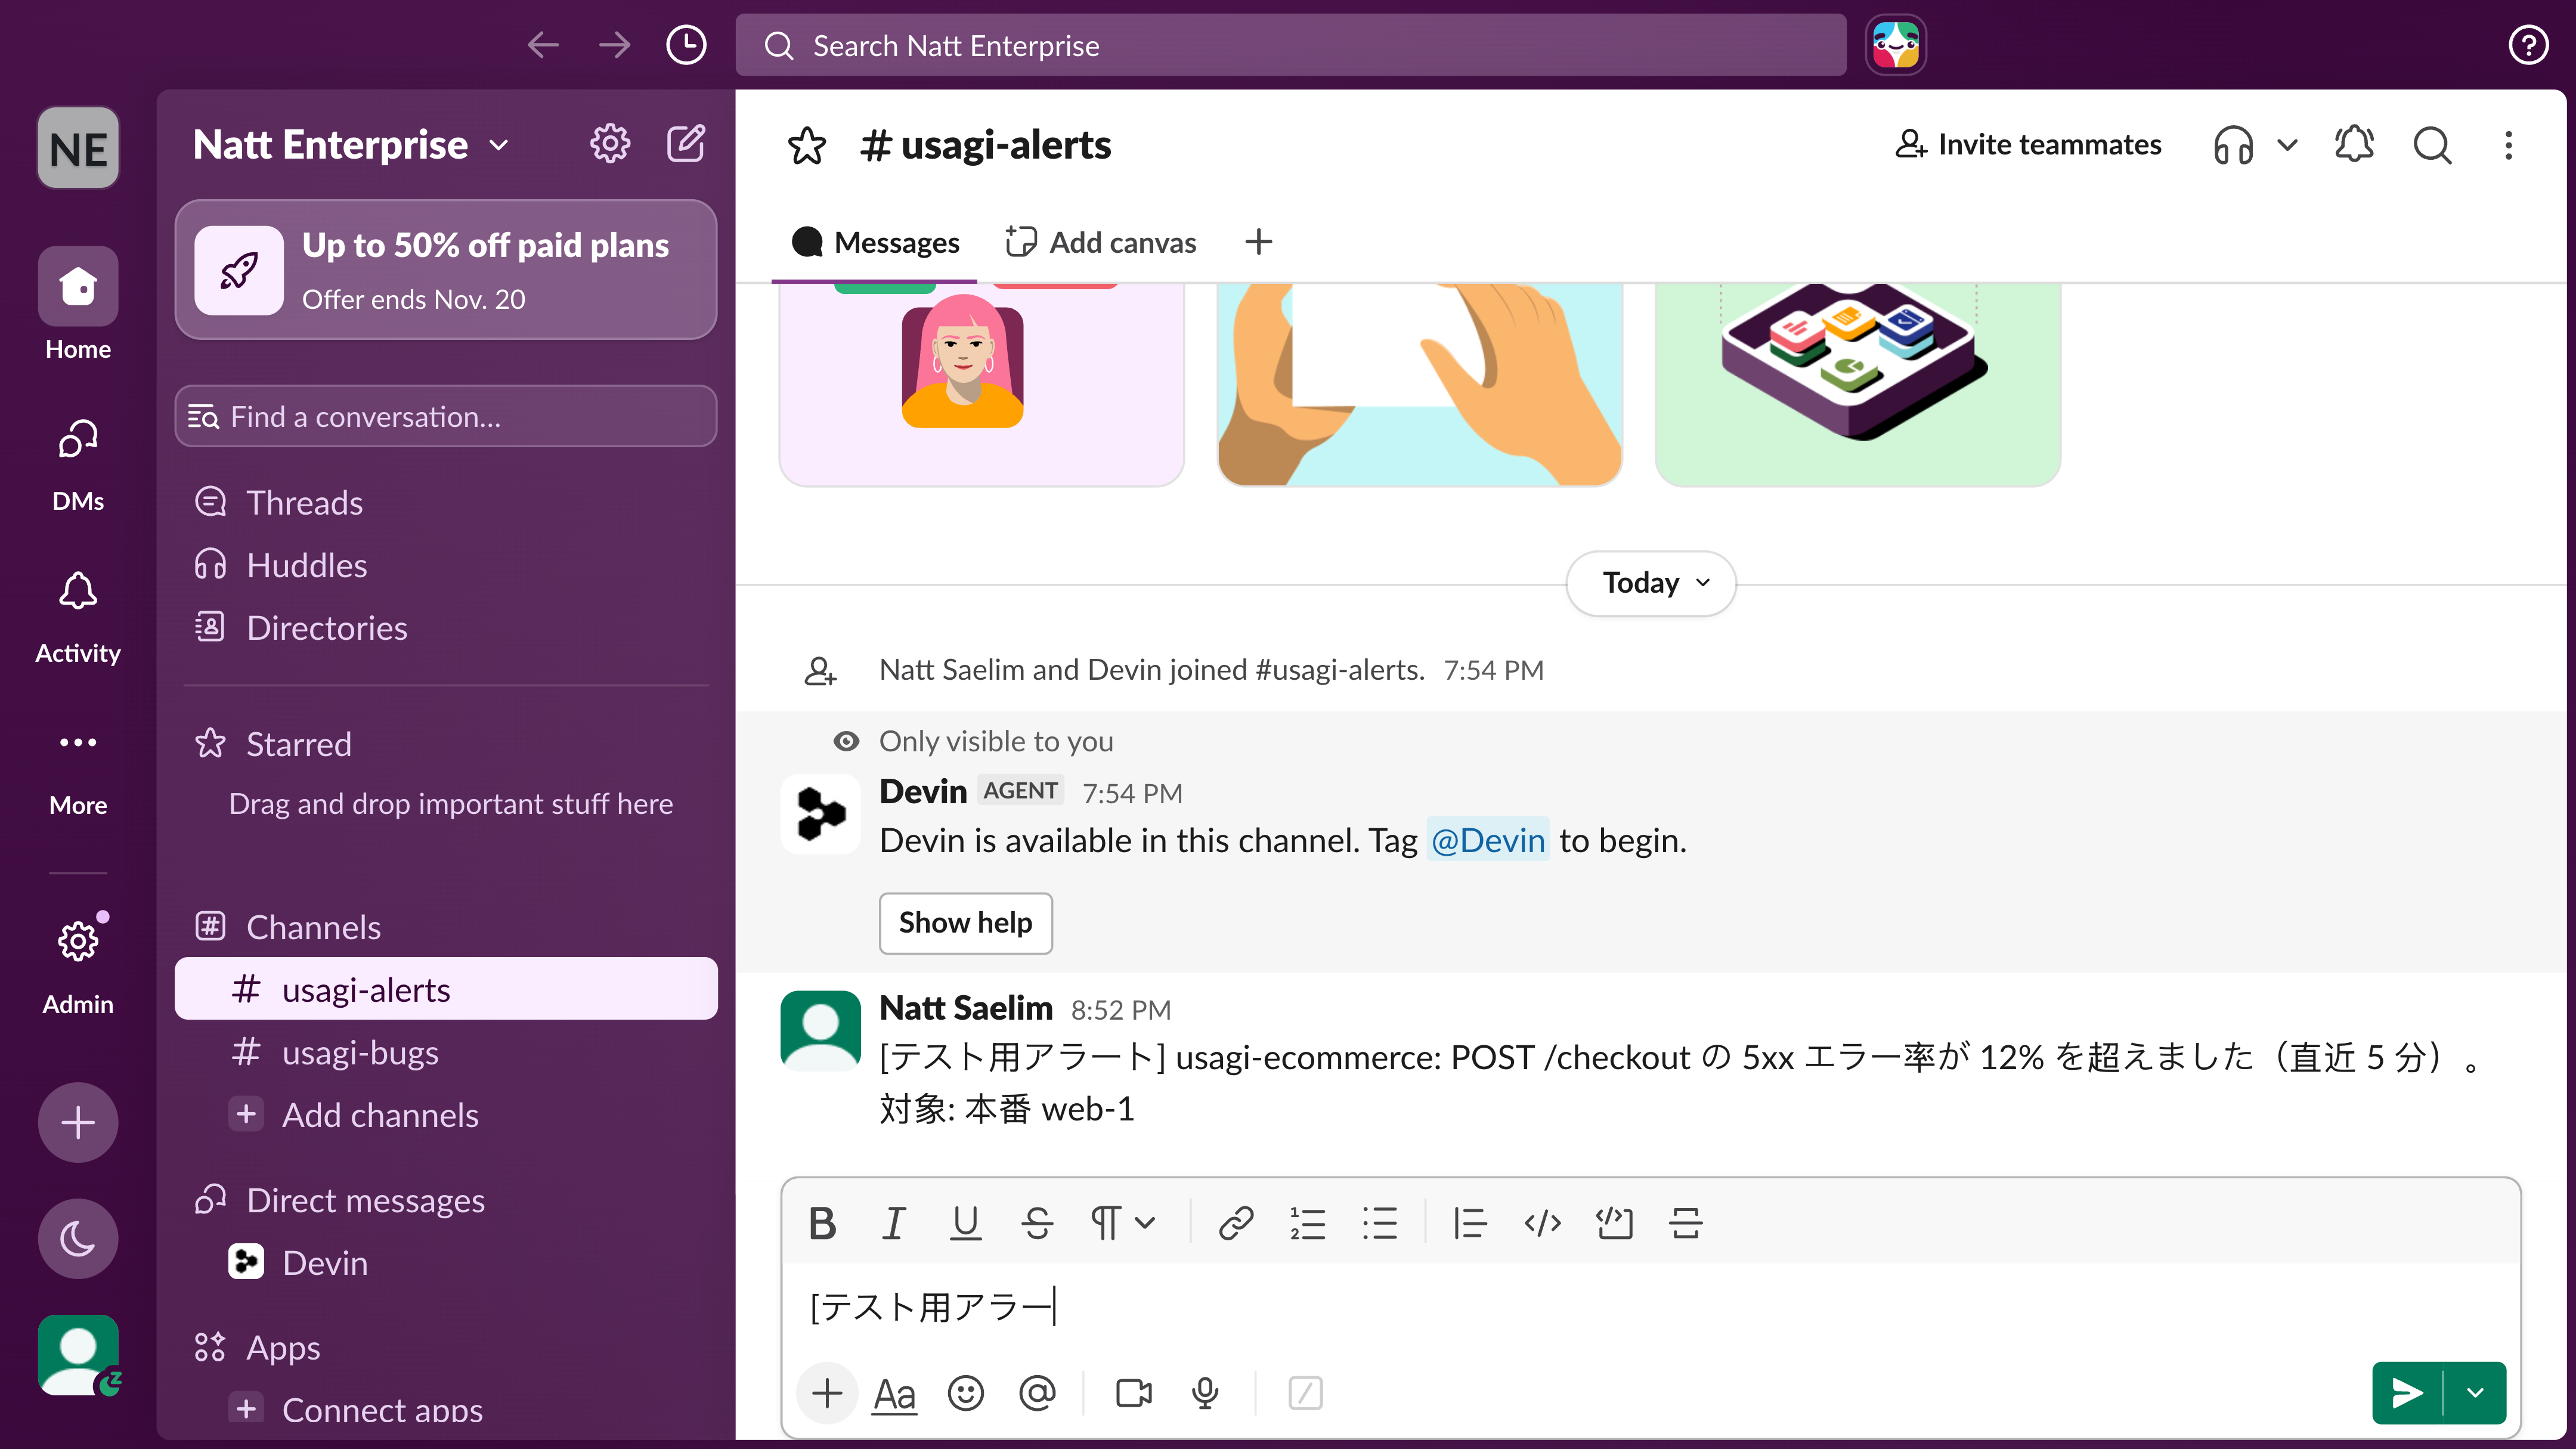 Search Natt Enterprise
NE
Home
DMs
Activity
More
Admin
Natt Enterprise
Up to 50% off paid plans
Offer ends Nov. 20
Find a conversation...
Threads
Huddles
Directories
Starred
Drag and drop important stuff here
Channels
# usagi-alerts
# usagi-bugs
+ Add channels
Direct messages
Devin
Apps
+ Connect apps
# usagi-alerts
Invite teammates
Messages
Add canvas
Today
Natt Saelim and Devin joined #usagi-alerts. 7:54 PM
Only visible to you
Devin AGENT 7:54 PM
Devin is available in this channel. Tag @Devin to begin.
Show help
Natt Saelim 8:52 PM
[テスト用アラート] usagi-ecommerce: POST /checkout の 5xx エラー率が 12% を超えました（直近 5 分）。
対象: 本番 web-1
[テスト用アラー